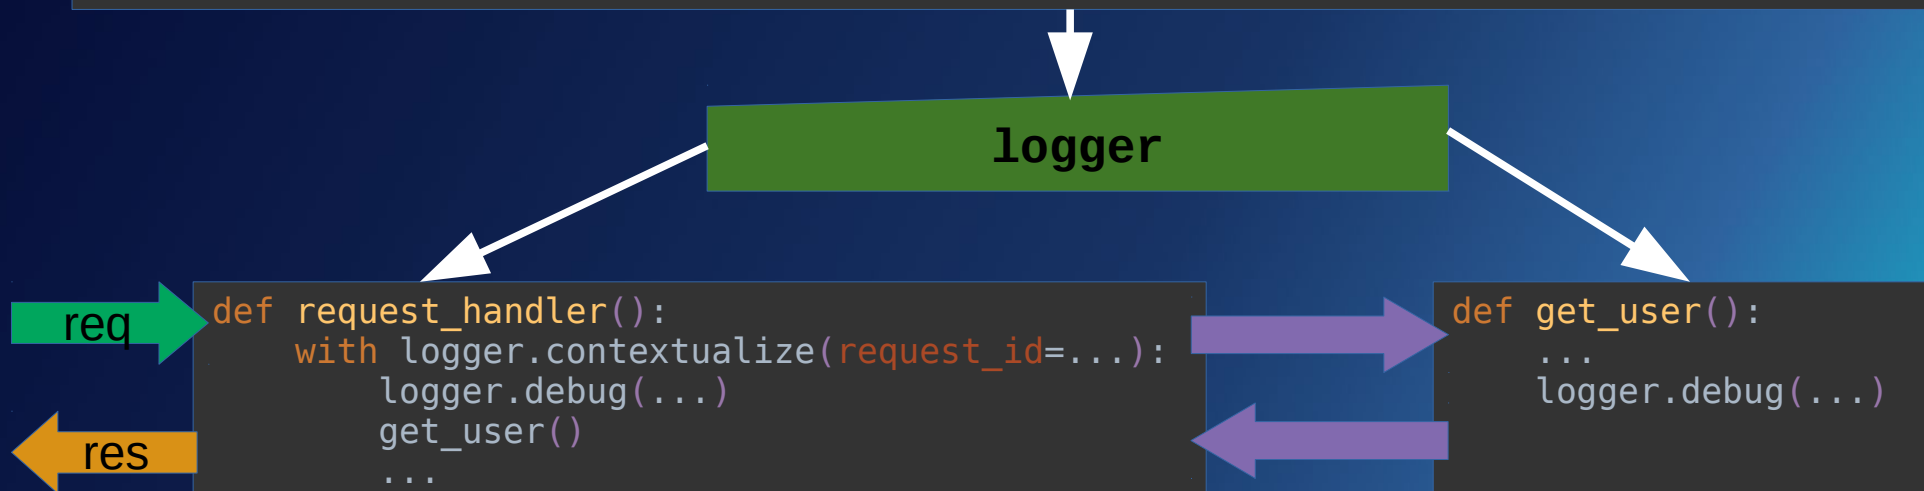 logger
req
res
def request_handler():
    with logger.contextualize(request_id=...):
        logger.debug(...)
        get_user()
        ...
def get_user():
    ...
    logger.debug(...)